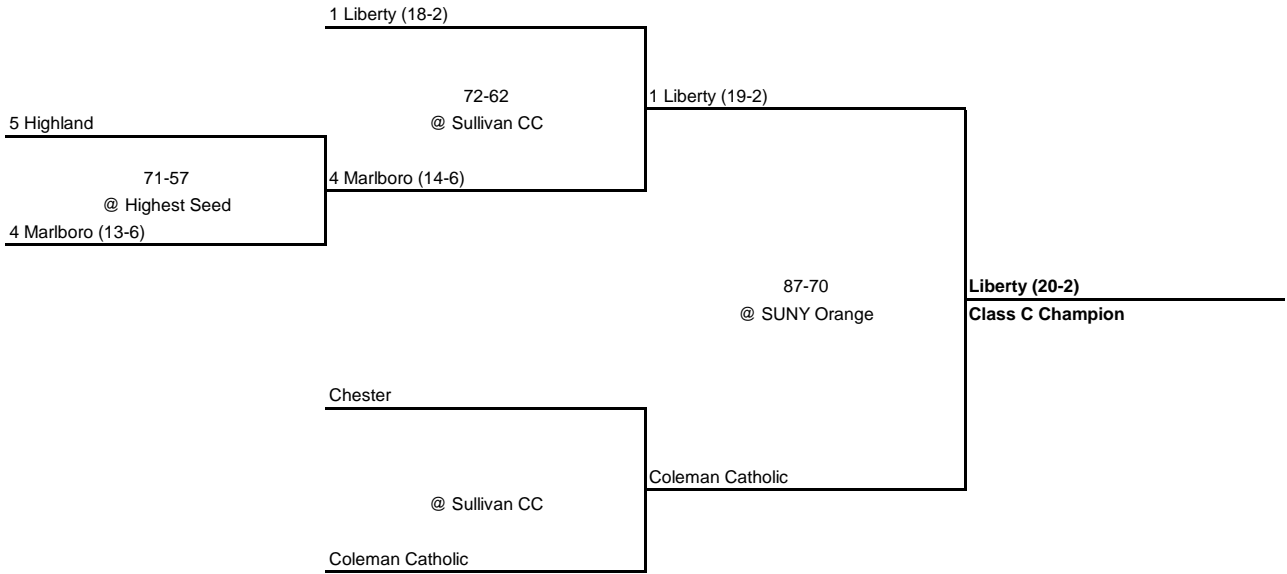 1 Liberty (18-2)
72-62
@ Sullivan CC
1 Liberty (19-2)
5 Highland
71-57
@ Highest Seed
4 Marlboro (14-6)
4 Marlboro (13-6)
87-70
@ SUNY Orange
Liberty (20-2)
Class C Champion
Chester
@ Sullivan CC
Coleman Catholic
Coleman Catholic